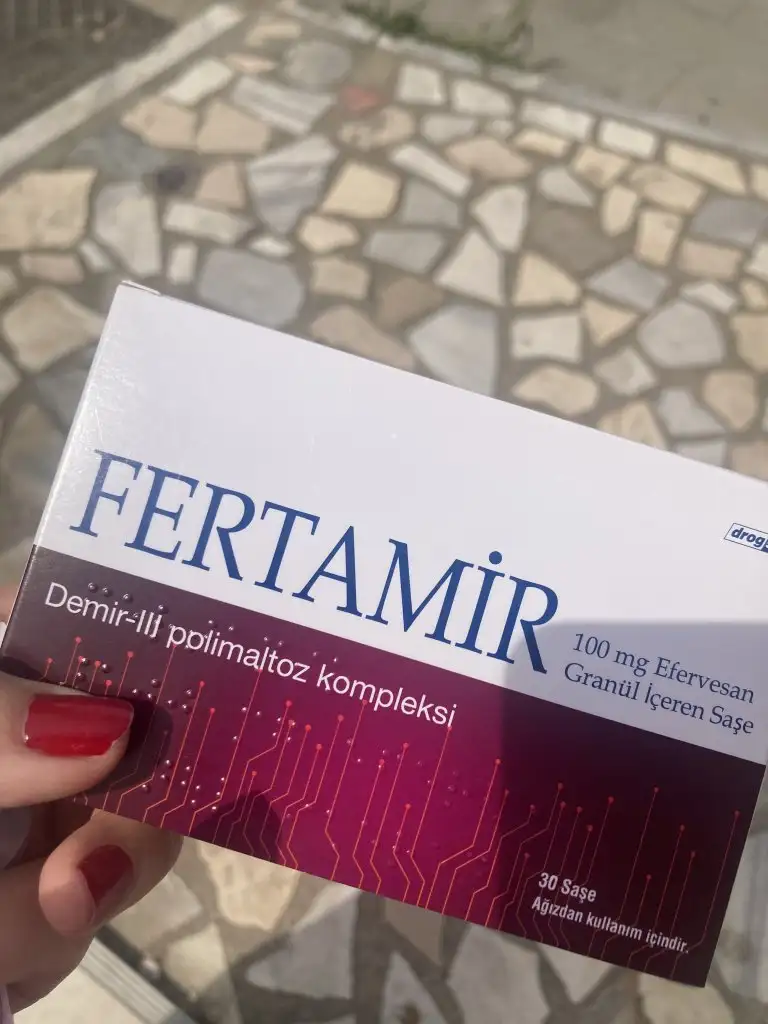 FERTAMİR
100 mg Efervesan
Granül İçeren Saşe
Demir-III polimaltoz kompleksi
30 Saşe
Ağızdan kullanım içindir.